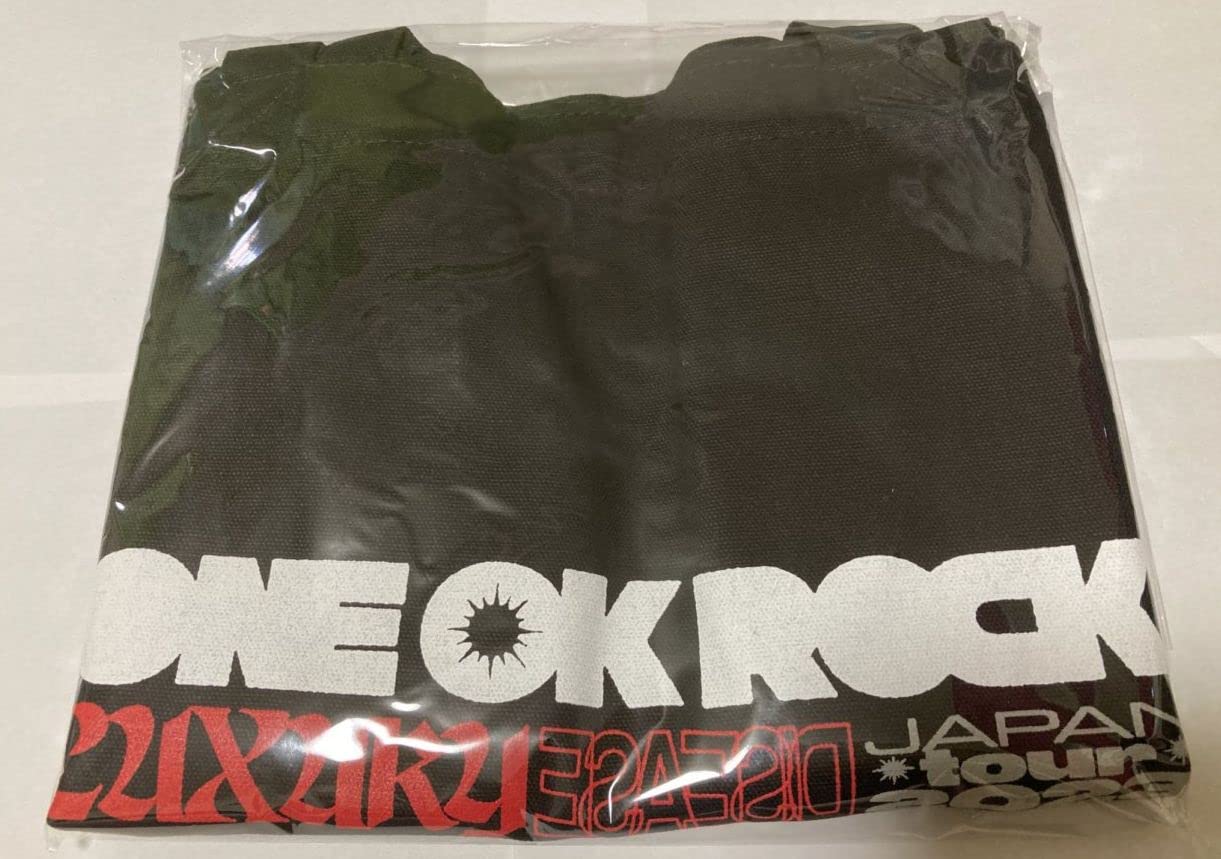 ONE OK ROCK
LUXURY DISEASE
JAPAN
tour